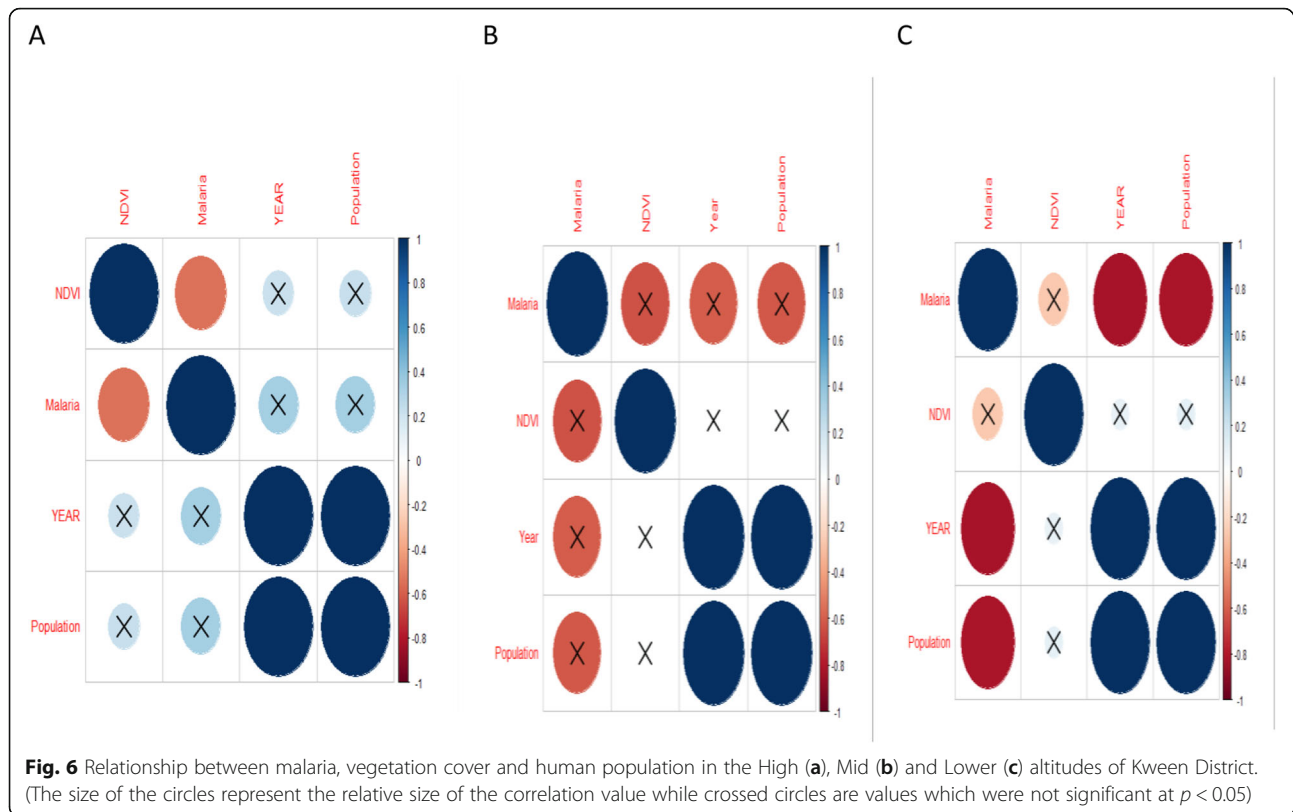 A
B
C
NDVI
Malaria
YEAR
Population
NDVI
Malaria
YEAR
Population
1
0.8
0.6
0.4
0.2
0
-0.2
-0.4
-0.6
-0.8
-1
X X
X X
X X
X X
Malaria
NDVI
Year
Population
Malaria
NDVI
Year
Population
1
0.8
0.6
0.4
0.2
0
-0.2
-0.4
-0.6
-0.8
-1
X X X
X X X
X X
X X
Malaria
NDVI
YEAR
Population
Malaria
NDVI
YEAR
Population
1
0.8
0.6
0.4
0.2
0
-0.2
-0.4
-0.6
-0.8
-1
X
X X X
X
X
Fig. 6 Relationship between malaria, vegetation cover and human population in the High (a), Mid (b) and Lower (c) altitudes of Kween District.
(The size of the circles represent the relative size of the correlation value while crossed circles are values which were not significant at p < 0.05)